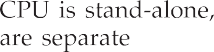 CPU is stand-alone,
are separate